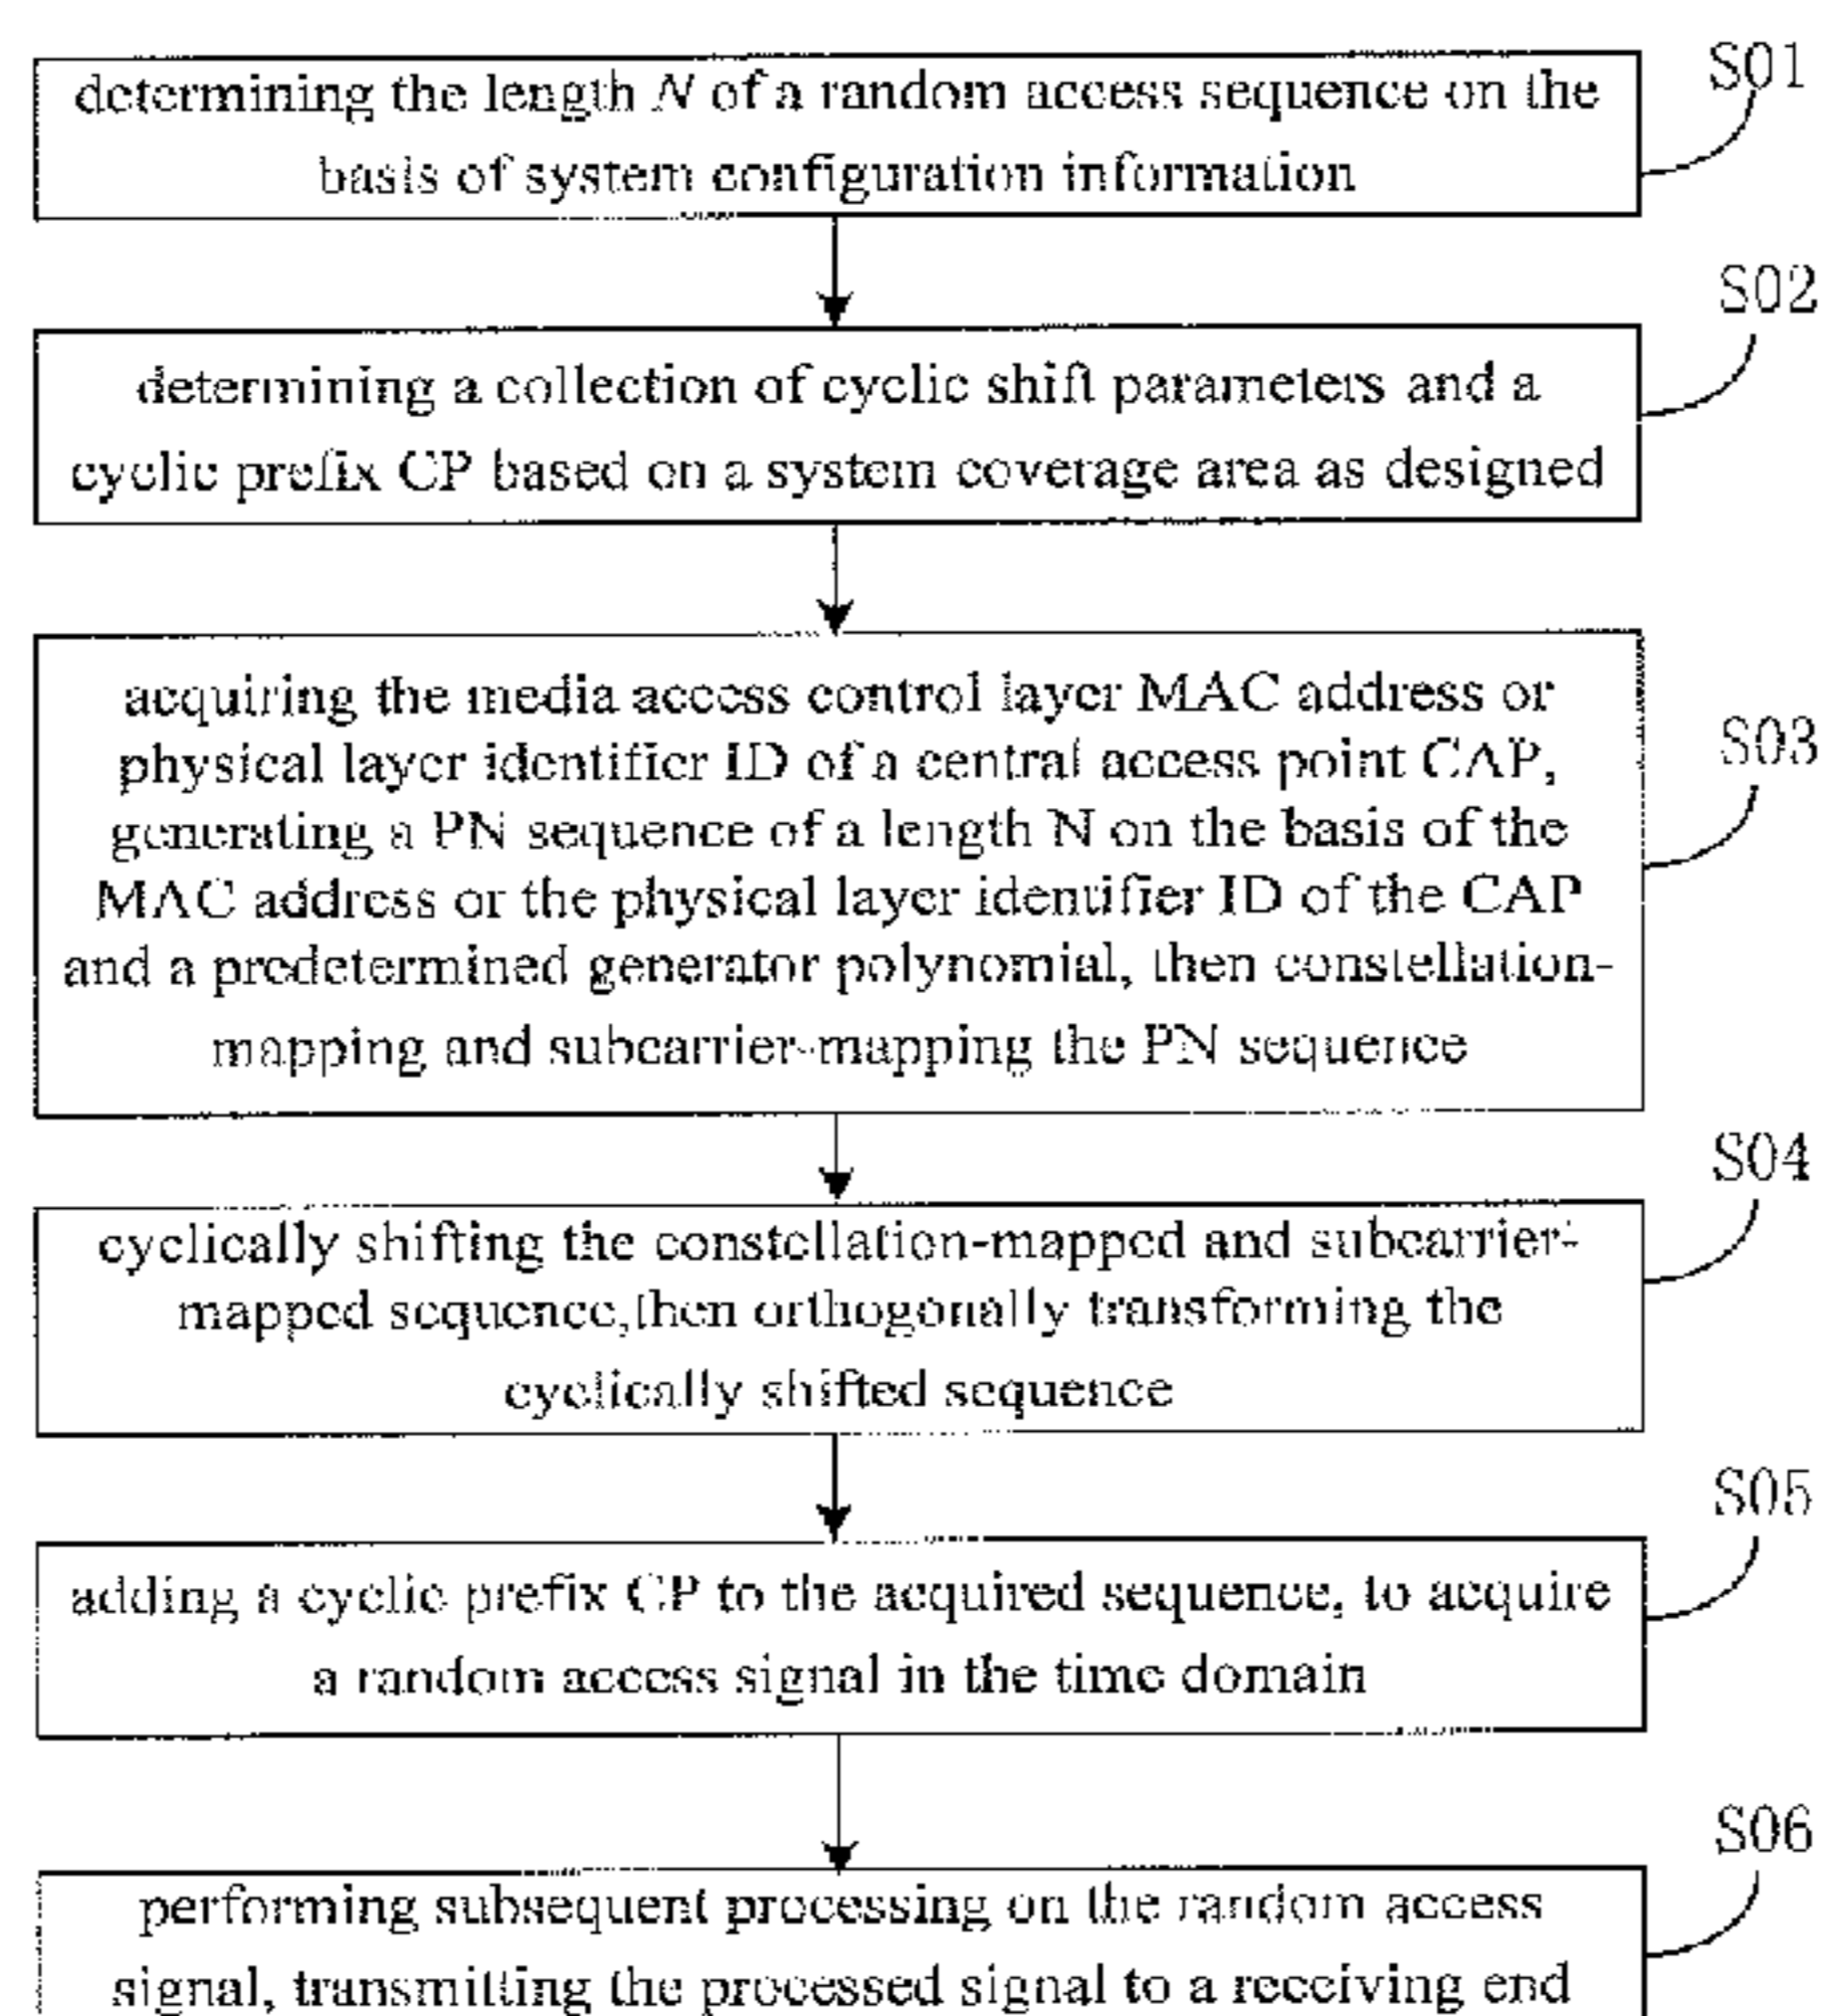 S01
determining the length N of a random access sequence on the
basis of system configuration information
S02
determining a collection of cyclic shift parameters and a
cyclic prefix CP based on a system coverage area as designed
S03
acquiring the media access control layer MAC address or
physical layer identifier ID of a central access point CAP,
generating a PN sequence of a length N on the basis of the
MAC address or the physical layer identifier ID of the CAP
and a predetermined generator polynomial, then constellation-
mapping and subcarrier-mapping the PN sequence
S04
cyclically shifting the constellation-mapped and subcarrier-
mapped sequence,then orthogonally transforming the
cyclically shifted sequence
S05
adding a cyclic prefix CP to the acquired sequence, to acquire
a random access signal in the time domain
S06
performing subsequent processing on the random access
signal, transmitting the processed signal to a receiving end